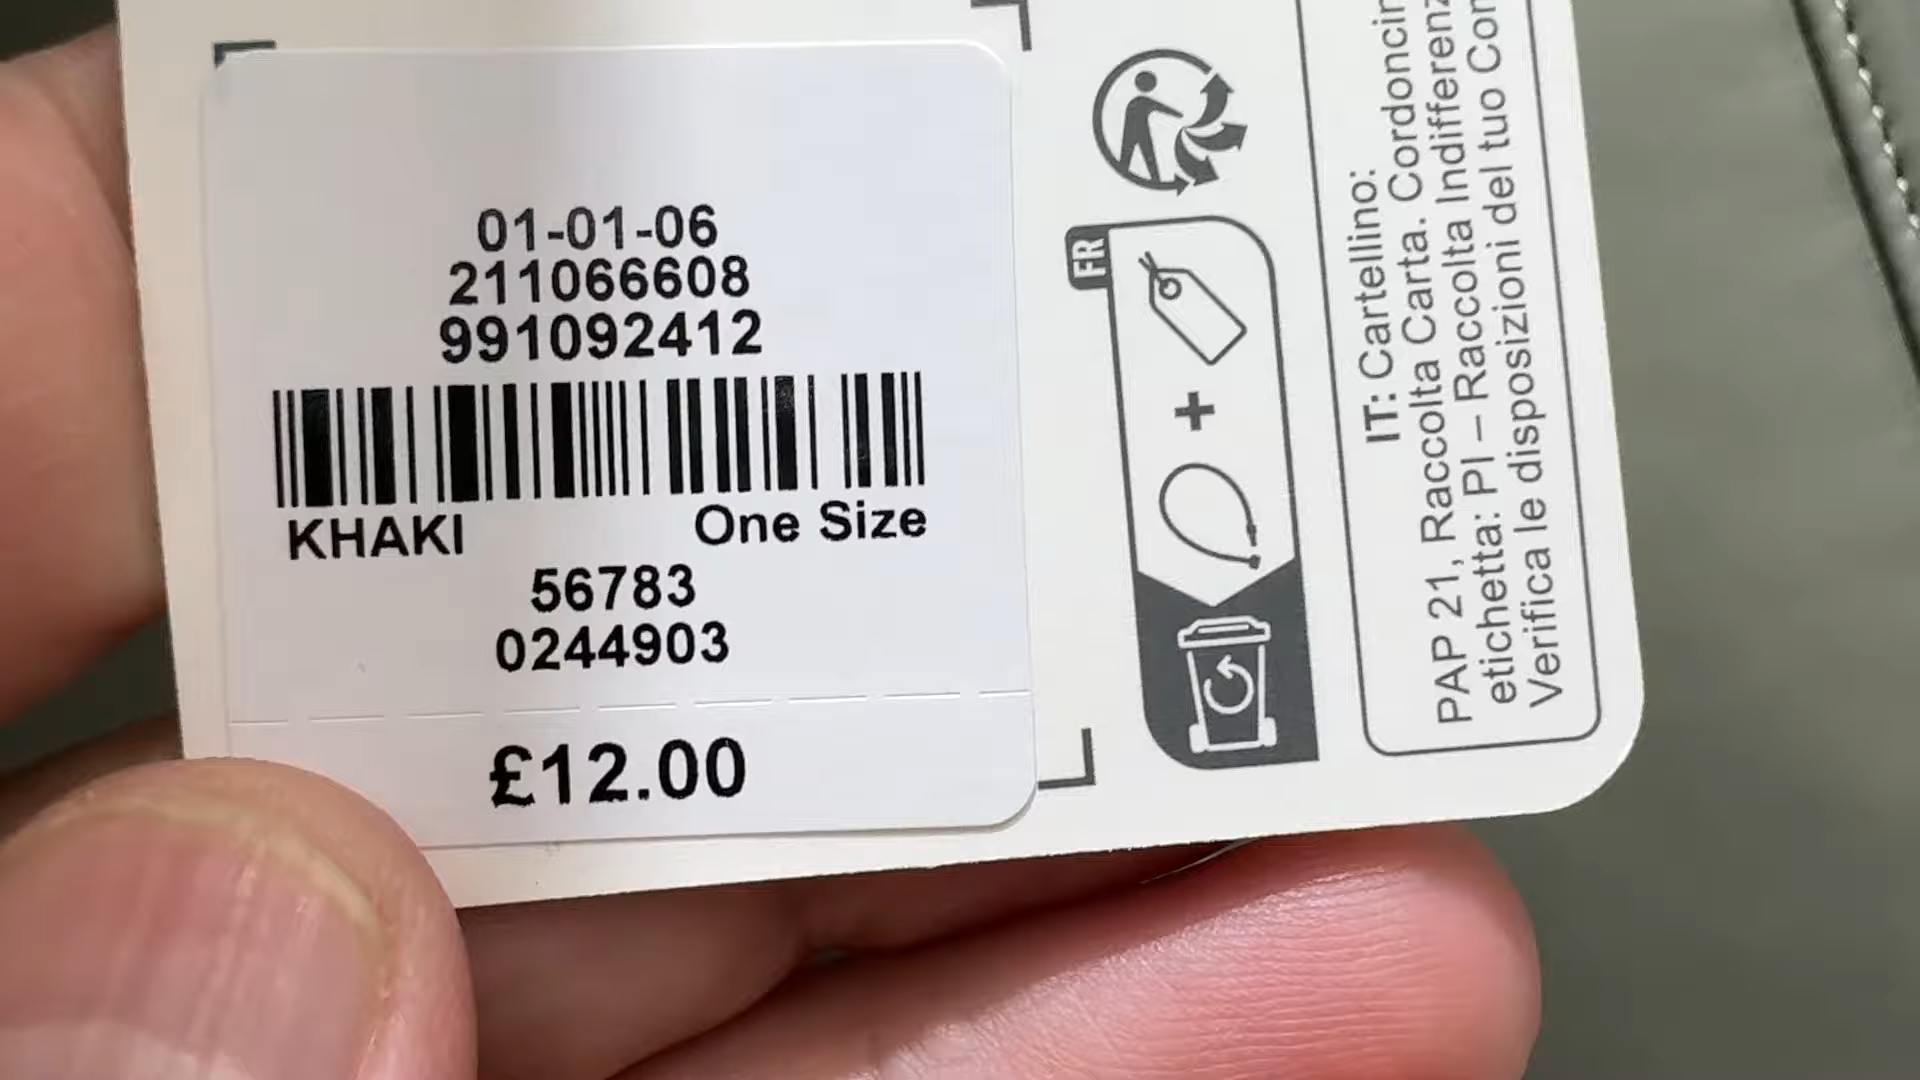 01-01-06
211066608
991092412
KHAKI One Size
56783
0244903
£12.00
FR
IT: Cartellino:
PAP 21, Raccolta Carta. Cordoncin
etichetta: PI – Raccolta Indifferenz
Verifica le disposizioni del tuo Com